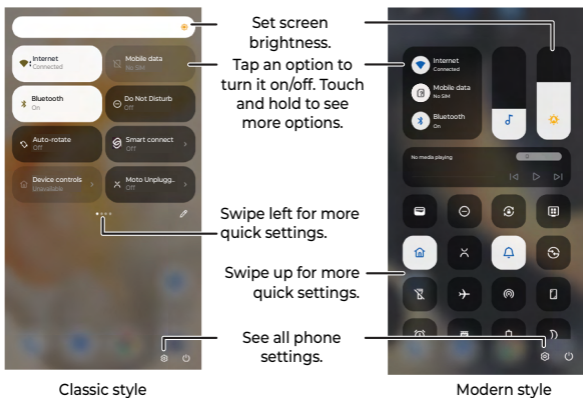 Set screen
brightness.
Tap an option to
turn it on/off. Touch
and hold to see
more options.
Swipe left for more
quick settings.
Swipe up for more
quick settings.
See all phone
settings.
Internet
Connected
Mobile data
No SIM
Bluetooth
On
Do Not Disturb
Off
Auto-rotate
Off
Smart connect
Off
Device controls
Unavailable
Moto Unplugg..
Off
Classic style
Internet
Connected
Mobile data
No SIM
Bluetooth
On
No media playing
Modern style